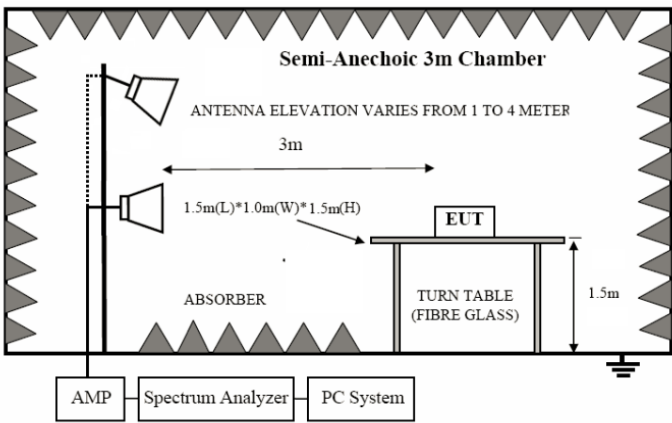 Semi-Anechoic 3m Chamber
ANTENNA ELEVATION VARIES FROM 1 TO 4 METER
3m
1.5m(L)*1.0m(W)*1.5m(H)
EUT
ABSORBER
TURN TABLE
(FIBRE GLASS)
1.5m
AMP
Spectrum Analyzer
PC System